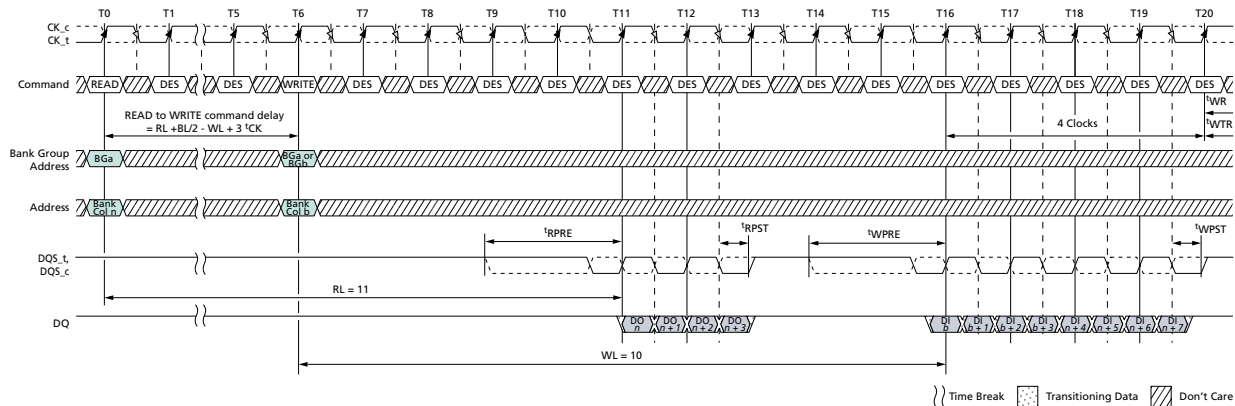 T0 T1 T5 T6 T7 T8 T9 T10 T11 T12 T13 T14 T15 T16 T17 T18 T19 T20
CK_c
CK_t
Command READ DES DES WRITE DES DES DES DES DES DES DES DES DES DES DES DES DES DES
READ to WRITE command delay
= RL +BL/2 - WL + 3 tCK
4 Clocks
tWR
tWTR
Bank Group
Address
BGa
BGa or
BGb
Address
Bank
Col n
Bank
Col b
tRPRE tRPST tWPRE tWPST
DQS_t,
DQS_c
RL = 11
DQ
DO n
DO n + 1
DO n + 2
DO n + 3
DI b
DI b + 1
DI b + 2
DI b + 3
DI n + 4
DI n + 5
DI n + 6
DI n + 7
WL = 10
Time Break Transitioning Data Don't Care